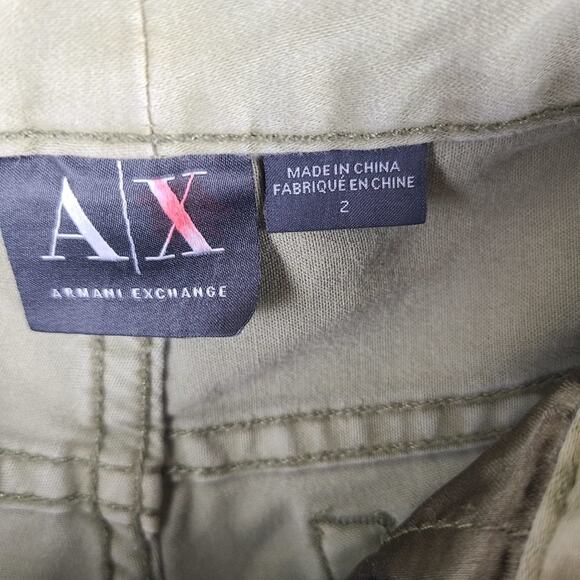 A|X
ARMANI EXCHANGE
MADE IN CHINA
FABRIQUÉ EN CHINE
2